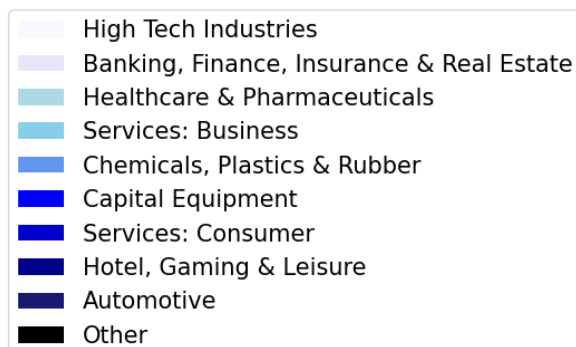 High Tech Industries
Banking, Finance, Insurance & Real Estate
Healthcare & Pharmaceuticals
Services: Business
Chemicals, Plastics & Rubber
Capital Equipment
Services: Consumer
Hotel, Gaming & Leisure
Automotive
Other